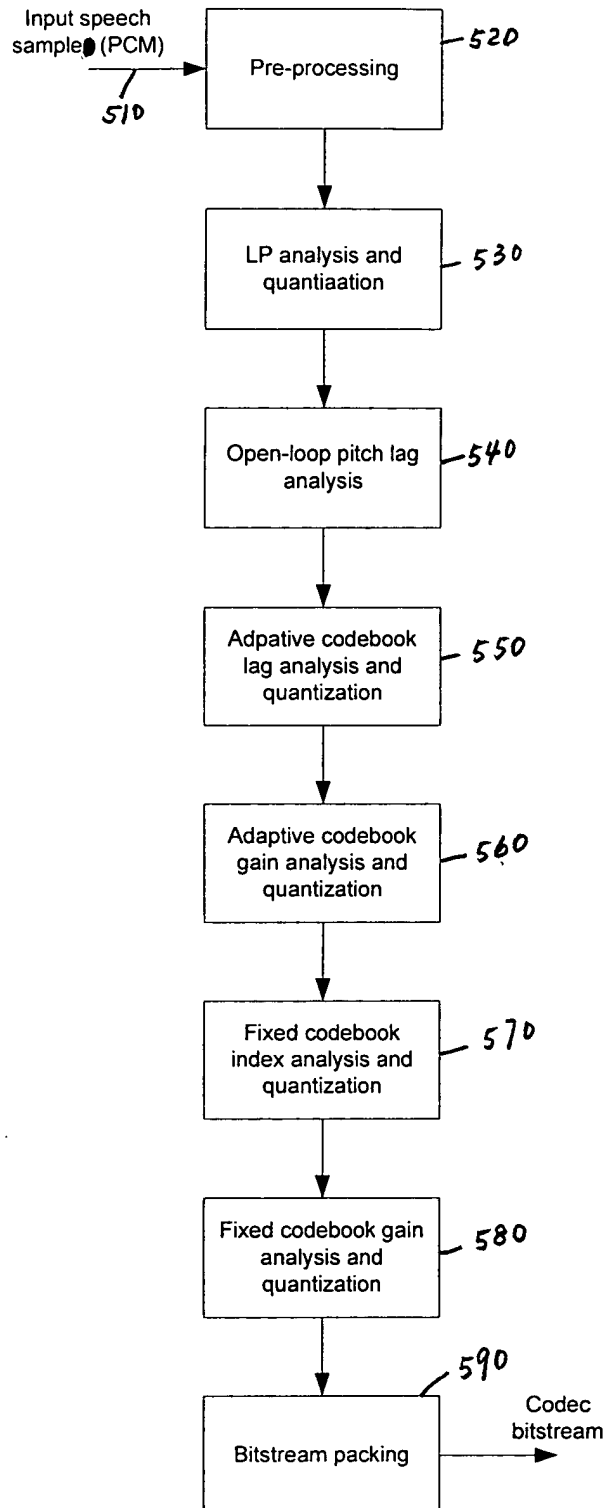 Input speech
sample (PCM)
510
Pre-processing
520
LP analysis and
quantiaation
530
Open-loop pitch lag
analysis
540
Adpative codebook
lag analysis and
quantization
550
Adaptive codebook
gain analysis and
quantization
560
Fixed codebook
index analysis and
quantization
570
Fixed codebook gain
analysis and
quantization
580
590
Bitstream packing
Codec
bitstream